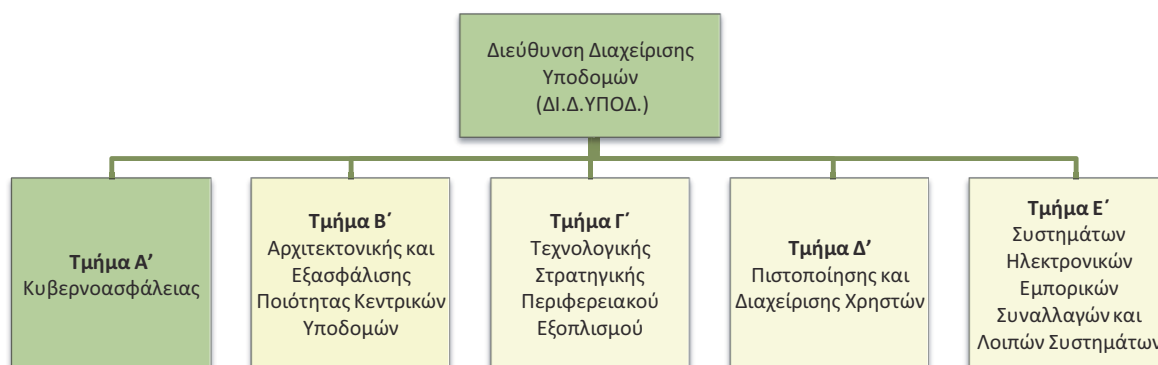 Διεύθυνση Διαχείρισης
Υποδομών
(ΔΙ.Δ.ΥΠΟΔ.)
Τμήμα Α’
Κυβερνοασφάλειας
Τμήμα Β΄
Αρχιτεκτονικής και
Εξασφάλισης
Ποιότητας Κεντρικών
Υποδομών
Τμήμα Γ΄
Τεχνολογικής
Στρατηγικής
Περιφερειακού
Εξοπλισμού
Τμήμα Δ’
Πιστοποίησης και
Διαχείρισης Χρηστών
Τμήμα Ε΄
Συστημάτων
Ηλεκτρονικών
Εμπορικών
Συναλλαγών και
Λοιπών Συστημάτων